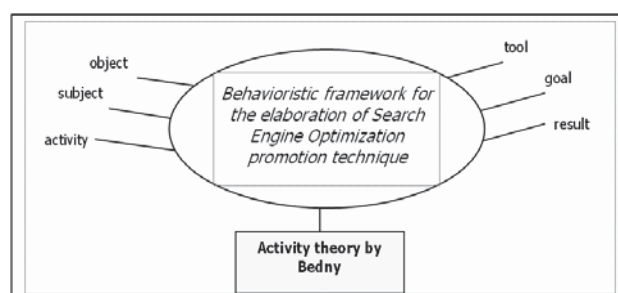 object
subject
activity
Behavioristic framework for
the elaboration of Search
Engine Optimization
promotion technique
tool
goal
result
Activity theory by
Bedny